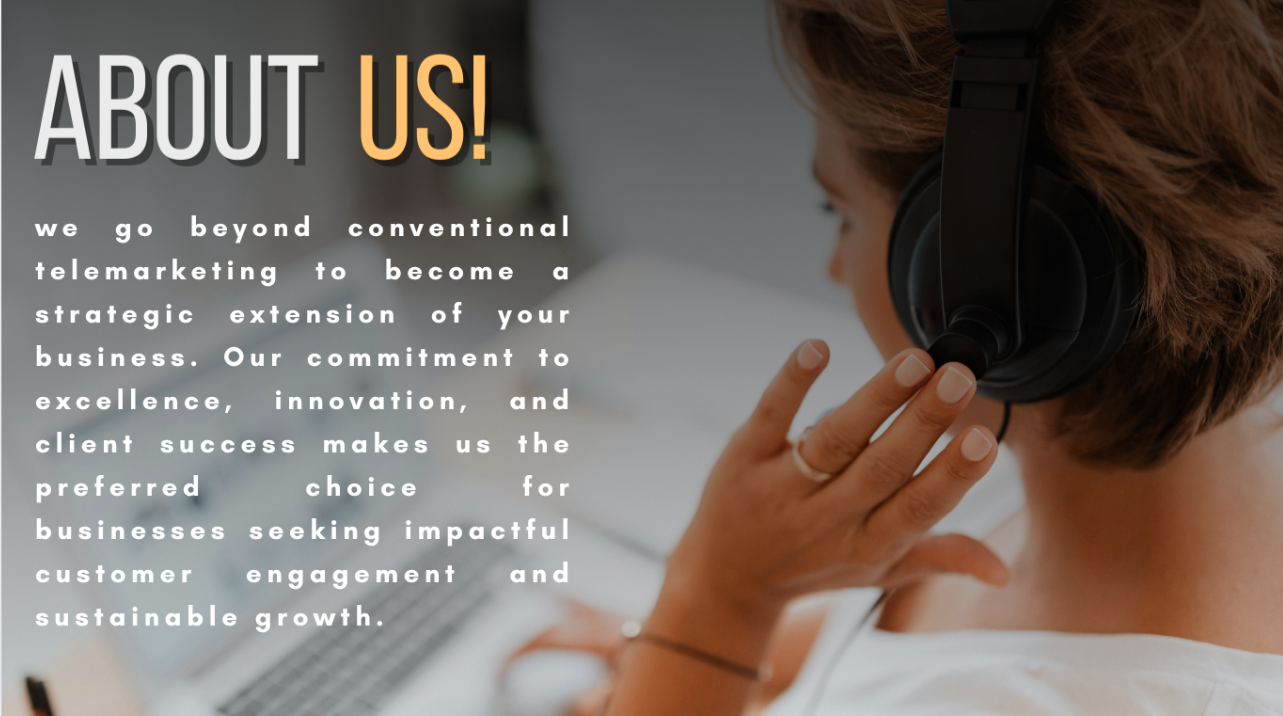 ABOUT US!
we go beyond conventional
telemarketing to become a
strategic extension of your
business. Our commitment to
excellence, innovation, and
client success makes us the
preferred choice for
businesses seeking impactful
customer engagement and
sustainable growth.